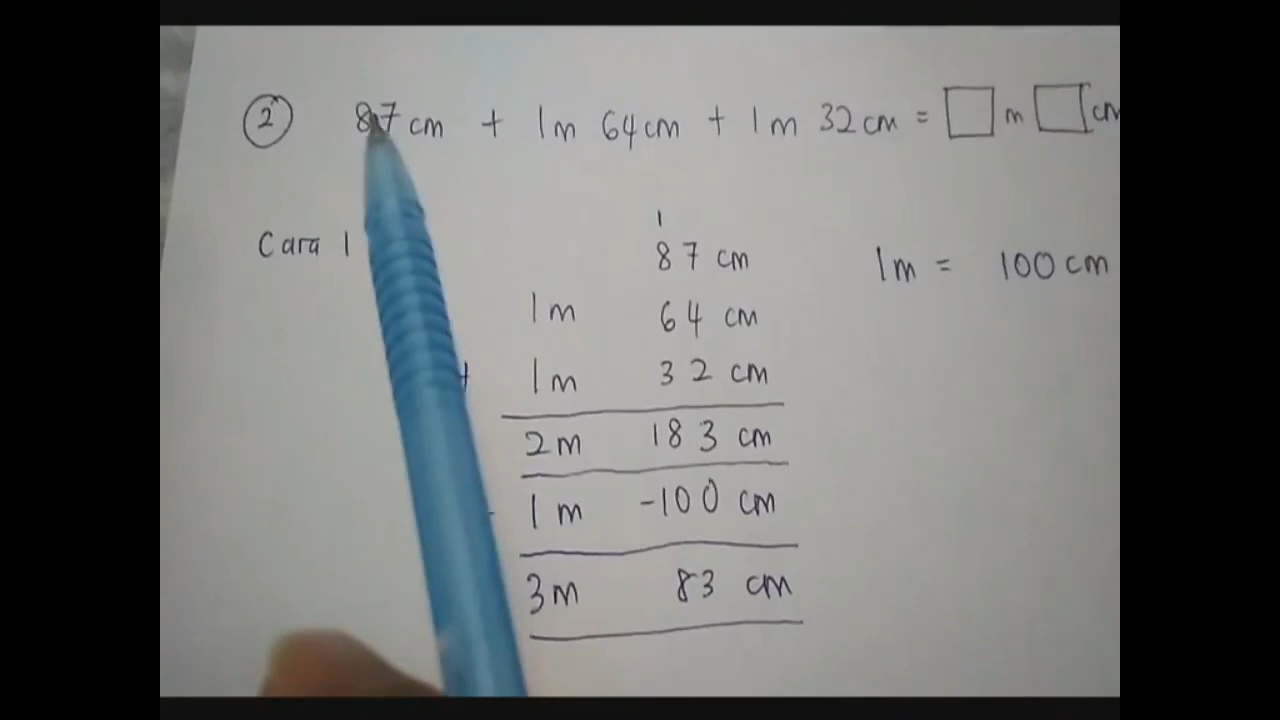 2 87 cm + 1m 64 cm + 1m 32 cm = □ m □ cm
Cara 1
1
87 cm
1m = 100 cm
1m 64 cm
+ 1m 32 cm
2m 183 cm
1m -100 cm
3m 83 cm